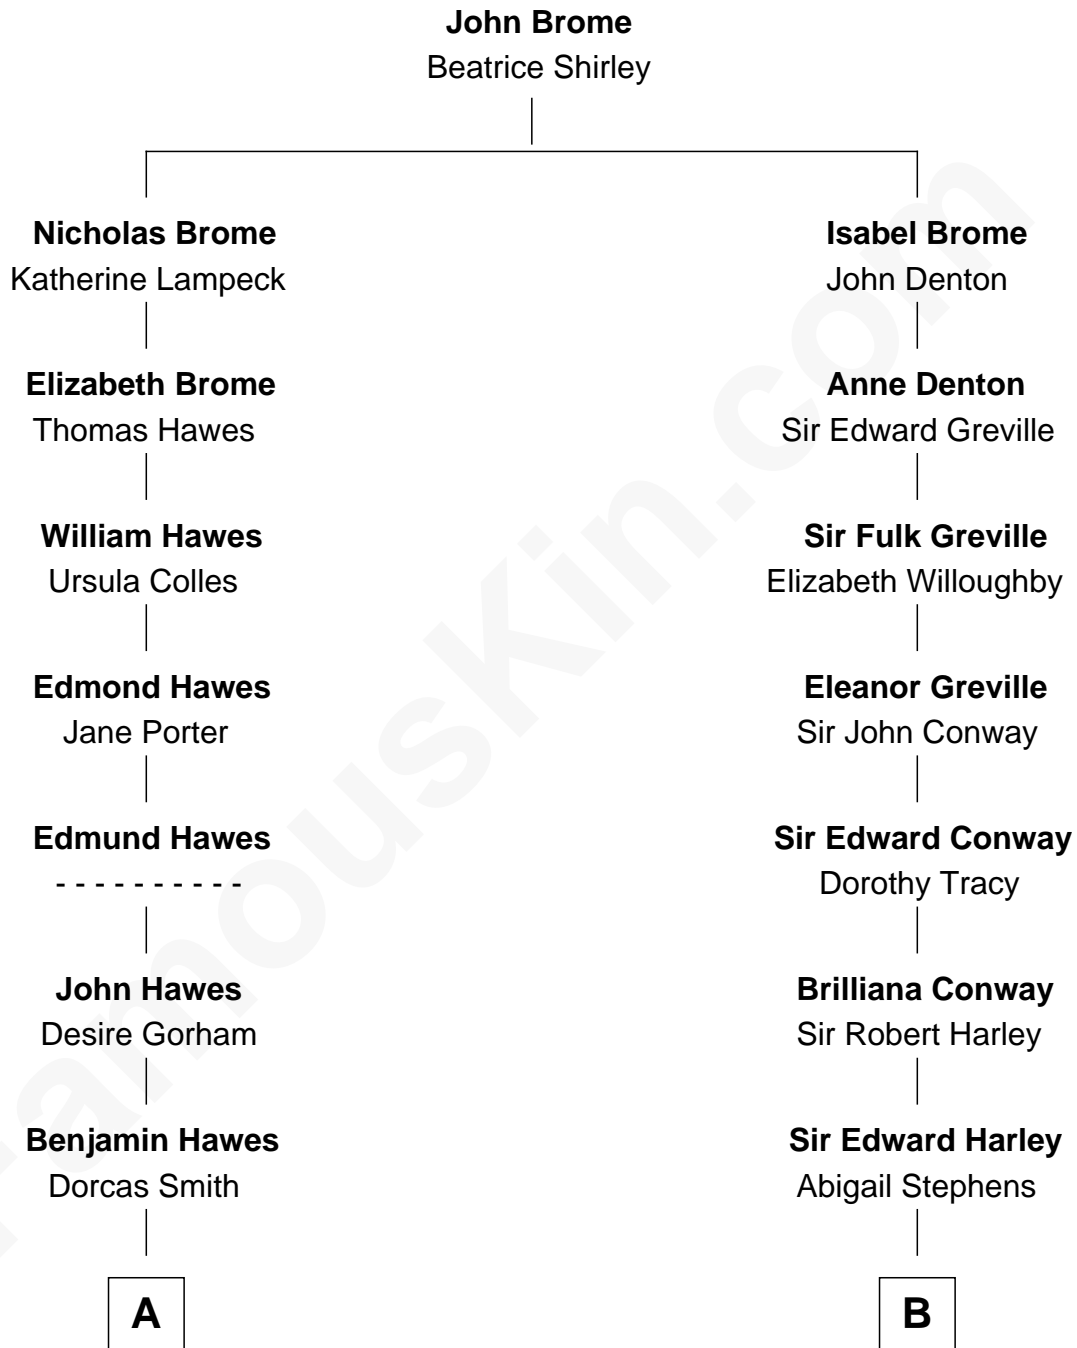 John Brome
Beatrice Shirley
Nicholas Brome
Katherine Lampeck
Isabel Brome
John Denton
Elizabeth Brome
Thomas Hawes
Anne Denton
Sir Edward Greville
William Hawes
Ursula Colles
Sir Fulk Greville
Elizabeth Willoughby
Edmond Hawes
Jane Porter
Eleanor Greville
Sir John Conway
Edmund Hawes
- - - - - - - - - -
Sir Edward Conway
Dorothy Tracy
John Hawes
Desire Gorham
Brilliana Conway
Sir Robert Harley
Benjamin Hawes
Dorcas Smith
Sir Edward Harley
Abigail Stephens
A
B
FamousKin.com